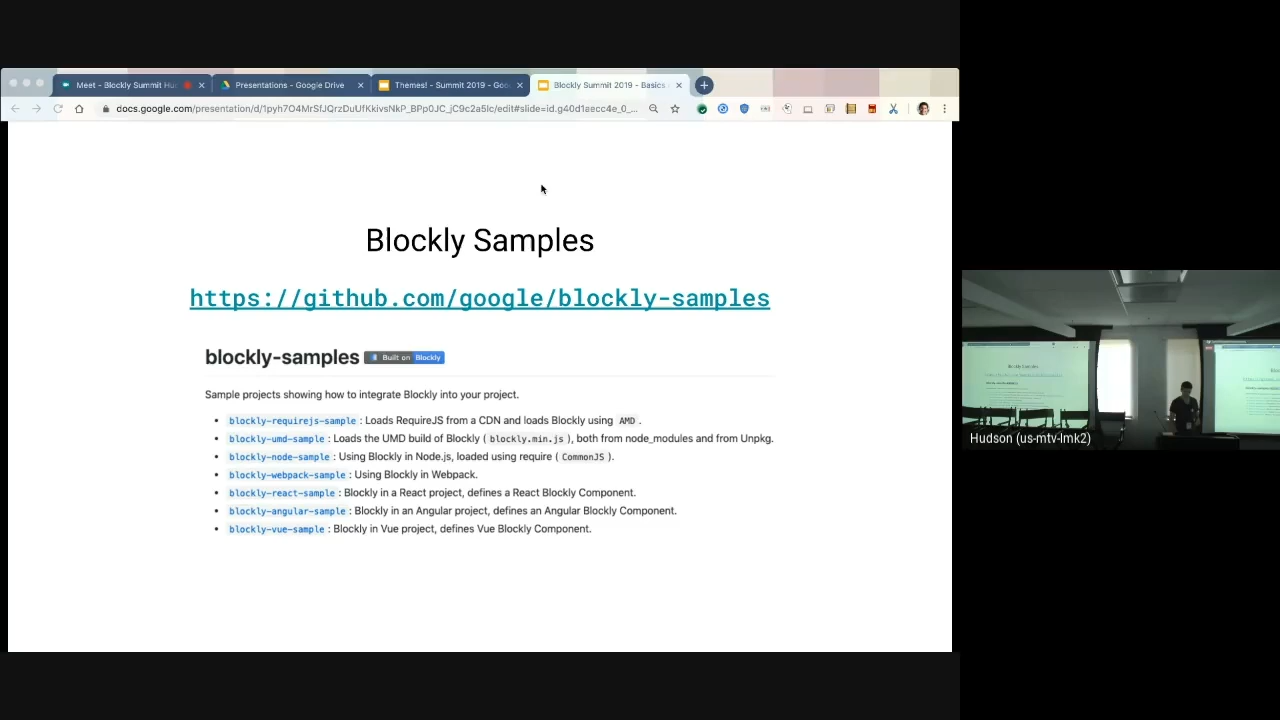 Meet - Blockly Summit Hu
Presentations - Google Drive
Themes! - Summit 2019 - Goo
Blockly Summit 2019 - Basics
docs.google.com/presentation/d/1pyh7O4MrSfJQrzDuUfKkivsNkP_BPp0JC_jC9c2a5lc/edit#slide=id.g40d1aecc4e_0_...
Blockly Samples
https://github.com/google/blockly-samples
blockly-samples Built on Blockly
Sample projects showing how to integrate Blockly into your project.
• blockly-requirejs-sample : Loads RequireJS from a CDN and loads Blockly using AMD .
• blockly-umd-sample : Loads the UMD build of Blockly ( blockly.min.js ), both from node_modules and from Unpkg.
• blockly-node-sample : Using Blockly in Node.js, loaded using require ( CommonJS ).
• blockly-webpack-sample : Using Blockly in Webpack.
• blockly-react-sample : Blockly in a React project, defines a React Blockly Component.
• blockly-angular-sample : Blockly in an Angular project, defines an Angular Blockly Component.
• blockly-vue-sample : Blockly in Vue project, defines Vue Blockly Component.
Hudson (us-mtv-lmk2)